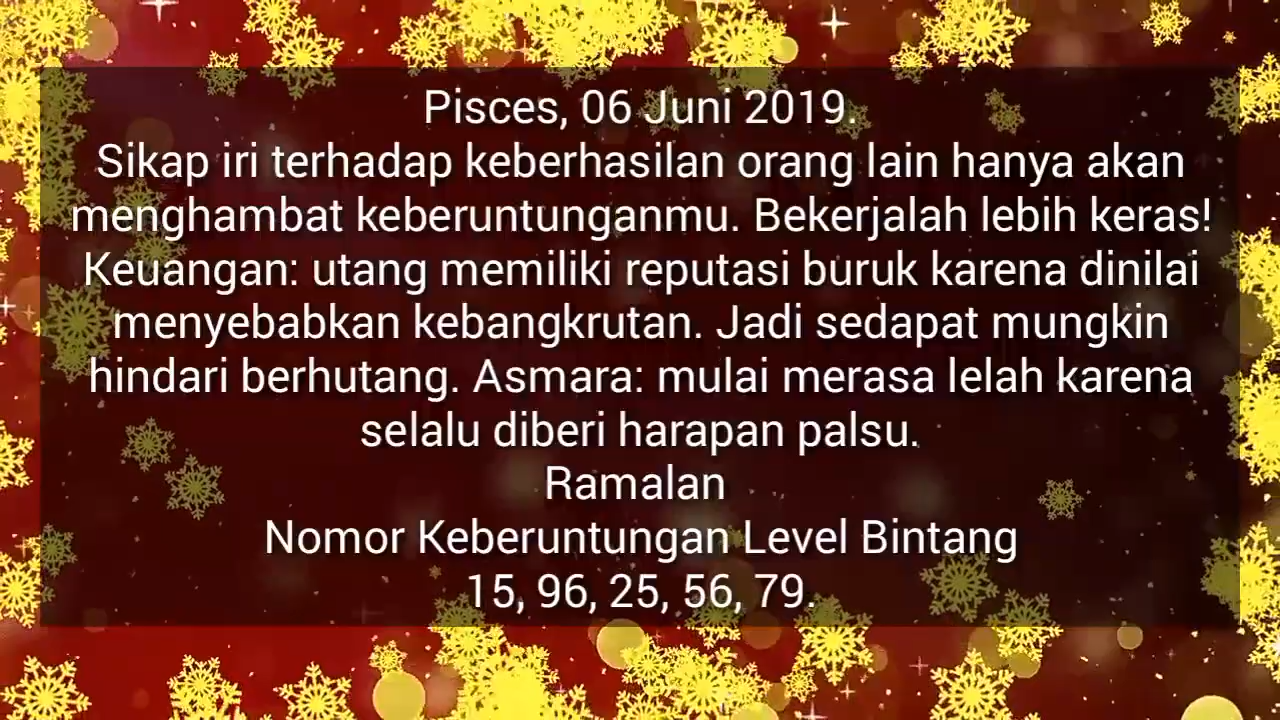 Pisces, 06 Juni 2019.
Sikap iri terhadap keberhasilan orang lain hanya akan
menghambat keberuntunganmu. Bekerjalah lebih keras!
Keuangan: utang memiliki reputasi buruk karena dinilai
menyebabkan kebangkrutan. Jadi sedapat mungkin
hindari berhutang. Asmara: mulai merasa lelah karena
selalu diberi harapan palsu.
Ramalan
Nomor Keberuntungan Level Bintang
15, 96, 25, 56, 79.